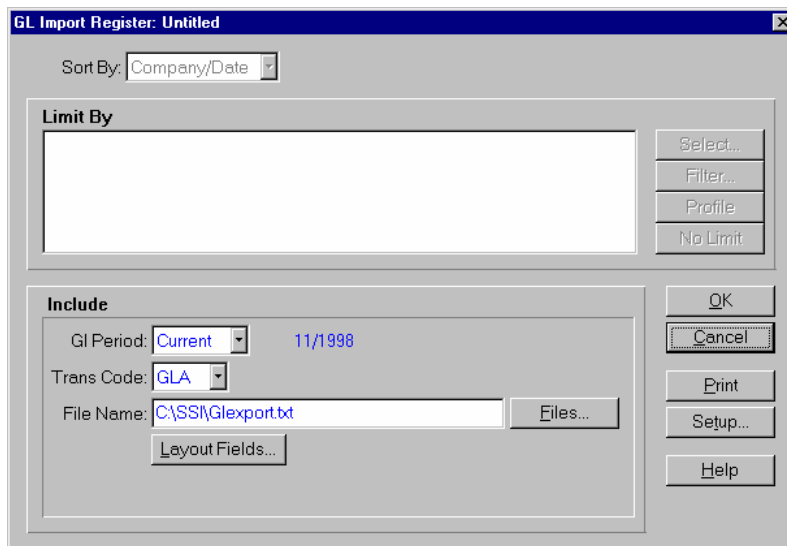 GL Import Register: Untitled
Sort By: Company/Date
Limit By
Select...
Filter...
Profile
No Limit
Include
Gl Period: Current 11/1998
Trans Code: GLA
File Name: C:\SSI\Glexport.txt Files...
Layout Fields...
OK
Cancel
Print
Setup...
Help